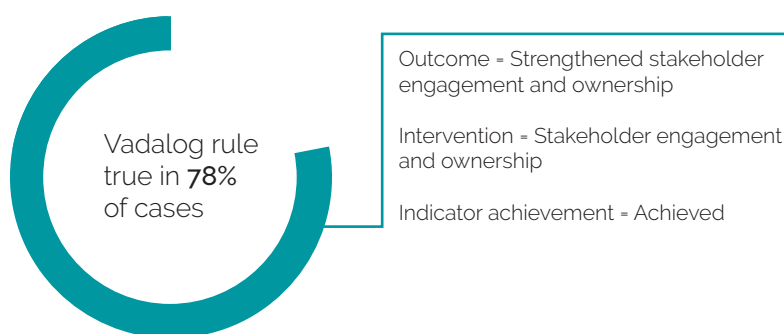 Vadalog rule
true in 78%
of cases
Outcome = Strengthened stakeholder
engagement and ownership
Intervention = Stakeholder engagement
and ownership
Indicator achievement = Achieved